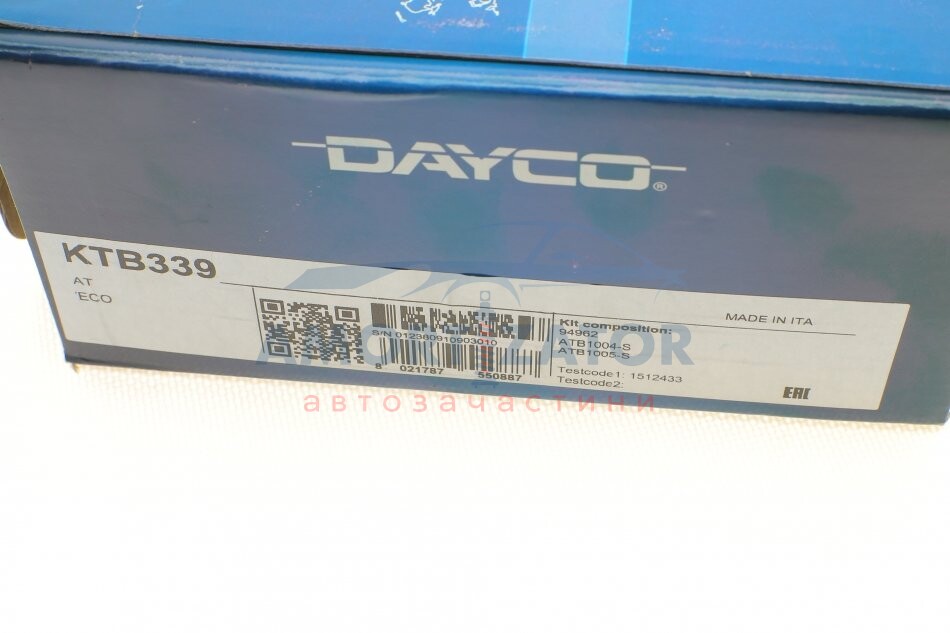 DAYCO®
KTB339
AT
'ECO
MADE IN ITA
Kit composition:
94962
ATB1004-S
ATB1005-S
S/N 012360910903010
8 021787 550887
Testcode1: 1512433
Testcode2:
EAC
автозачастини